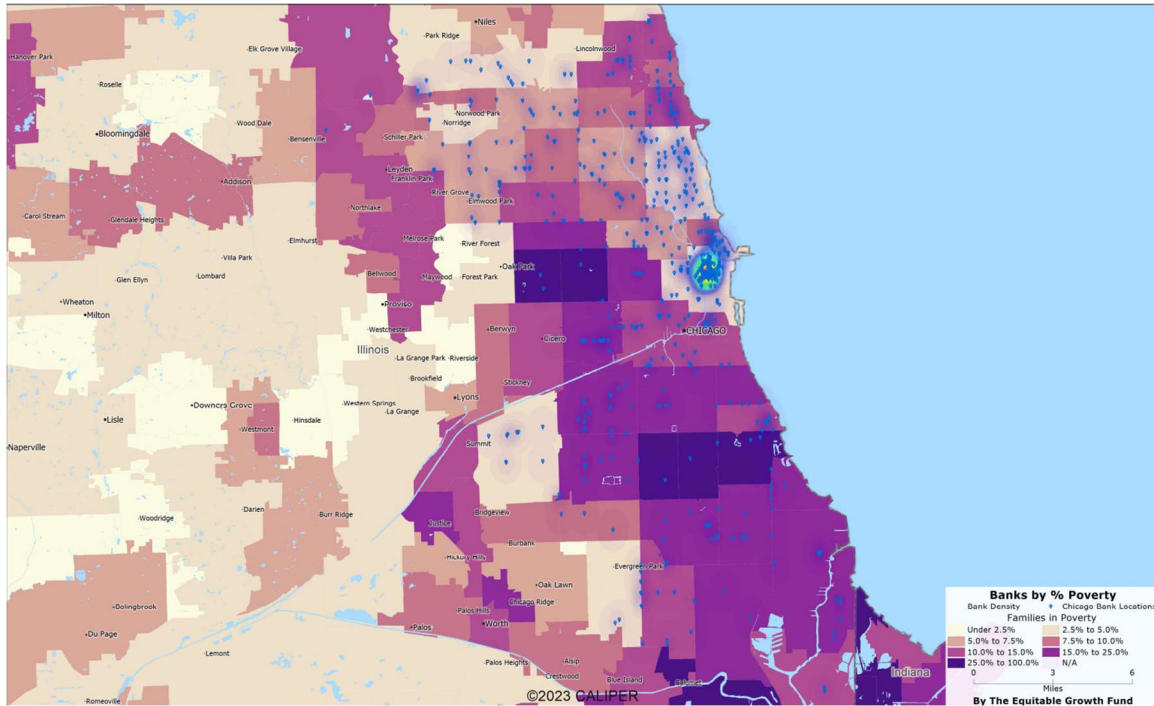 Niles
Park Ridge
Elk Grove Village
Lincolnwood
Hanover Park
Roselle
Norwood Park
Wood Dale
Norridge
Bloomingdale
Bensenville
Schiller Park
Leyden
Franklin Park
Addison
River Grove
Elmwood Park
Carol Stream
Northlake
Glendale Heights
Elmhurst
Melrose Park
River Forest
Villa Park
Oak Park
Lombard
Bellwood
Maywood
Forest Park
Glen Ellyn
Wheaton
Milton
Proviso
Westchester
Berwyn
CHICAGO
Cicero
Illinois
La Grange Park
Riverside
Brookfield
Stickney
Lyons
Western Springs
La Grange
Downers Grove
Lisle
Hinsdale
Westmont
Summit
Naperville
Darien
Burr Ridge
Bridgeview
Woodridge
Justice
Burbank
Hickory Hills
Evergreen Park
Oak Lawn
Chicago Ridge
Bolingbrook
Palos Hills
Worth
Palos
Du Page
Lemont
Palos Heights
Alsip
Crestwood
Blue Island
Calumet
Indiana
Romeoville
©2023 CALIPER
Banks by % Poverty
Bank Density Chicago Bank Locations
Families in Poverty
Under 2.5% 2.5% to 5.0%
5.0% to 7.5% 7.5% to 10.0%
10.0% to 15.0% 15.0% to 25.0%
25.0% to 100.0% N/A
0 3 6
Miles
By The Equitable Growth Fund